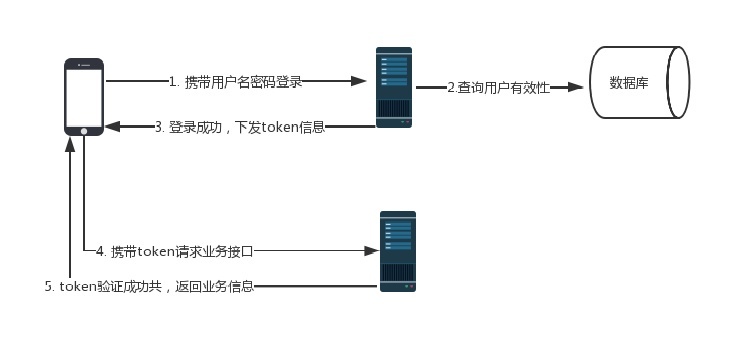 1. 携带用户名密码登录
2.查询用户有效性
数据库
3. 登录成功，下发token信息
4. 携带token请求业务接口
5. token验证成功共，返回业务信息